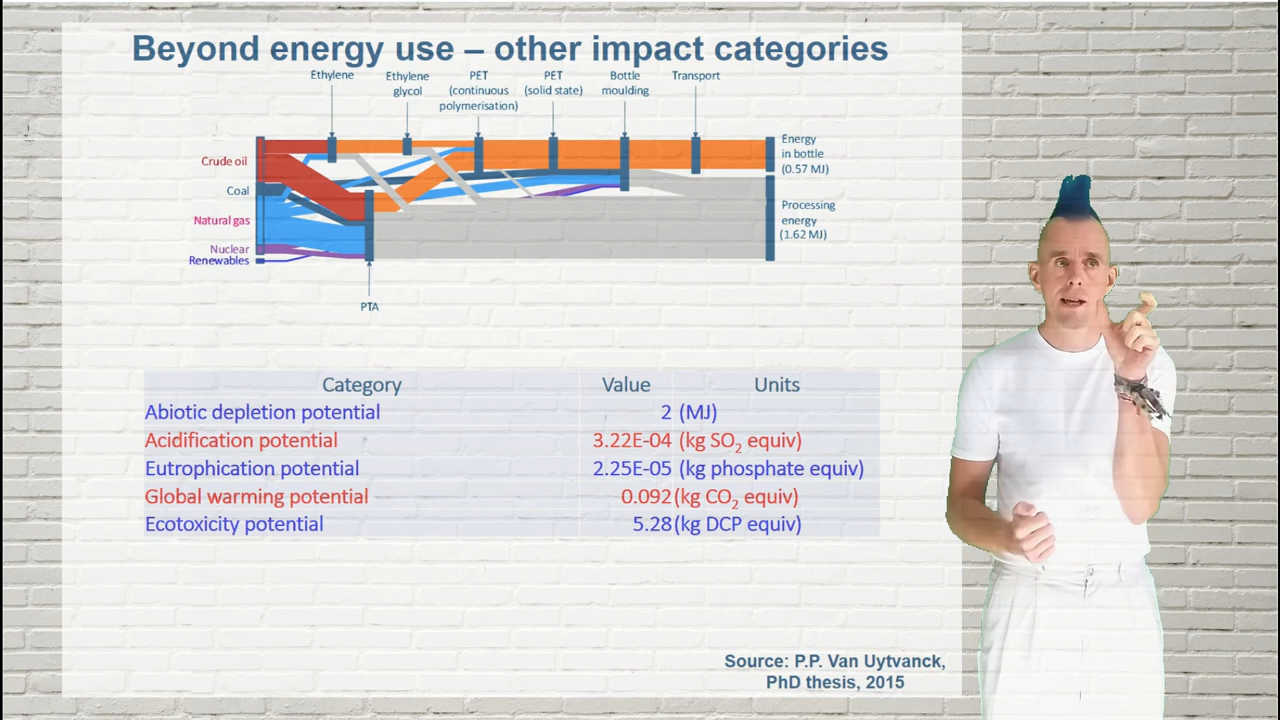 Beyond energy use – other impact categories
Ethylene
Ethylene
glycol
PET
(continuous
polymerisation)
PET
(solid state)
Bottle
moulding
Transport
Crude oil
Coal
Natural gas
Nuclear
Renewables
PTA
Energy
in bottle
(0.57 MJ)
Processing
energy
(1.62 MJ)
Category Value Units
Abiotic depletion potential 2 (MJ)
Acidification potential 3.22E-04 (kg SO₂ equiv)
Eutrophication potential 2.25E-05 (kg phosphate equiv)
Global warming potential 0.092 (kg CO₂ equiv)
Ecotoxicity potential 5.28 (kg DCP equiv)
Source: P.P. Van Uytvanck,
PhD thesis, 2015